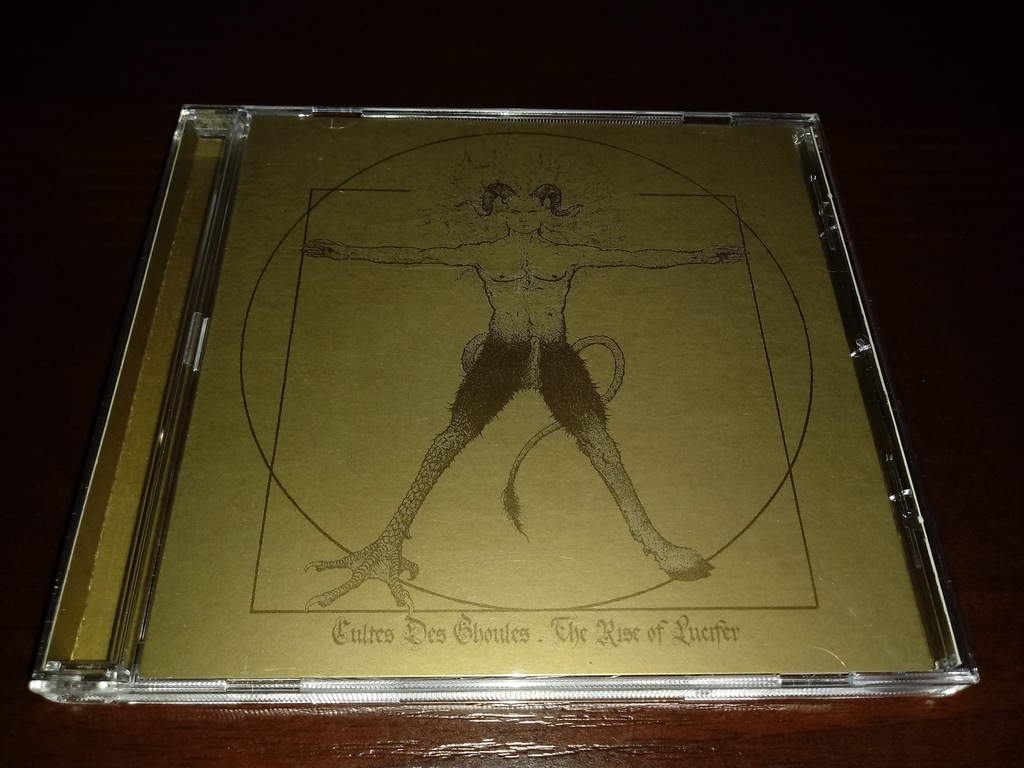 Cultes Des Ghoules . The Rise of Lucifer